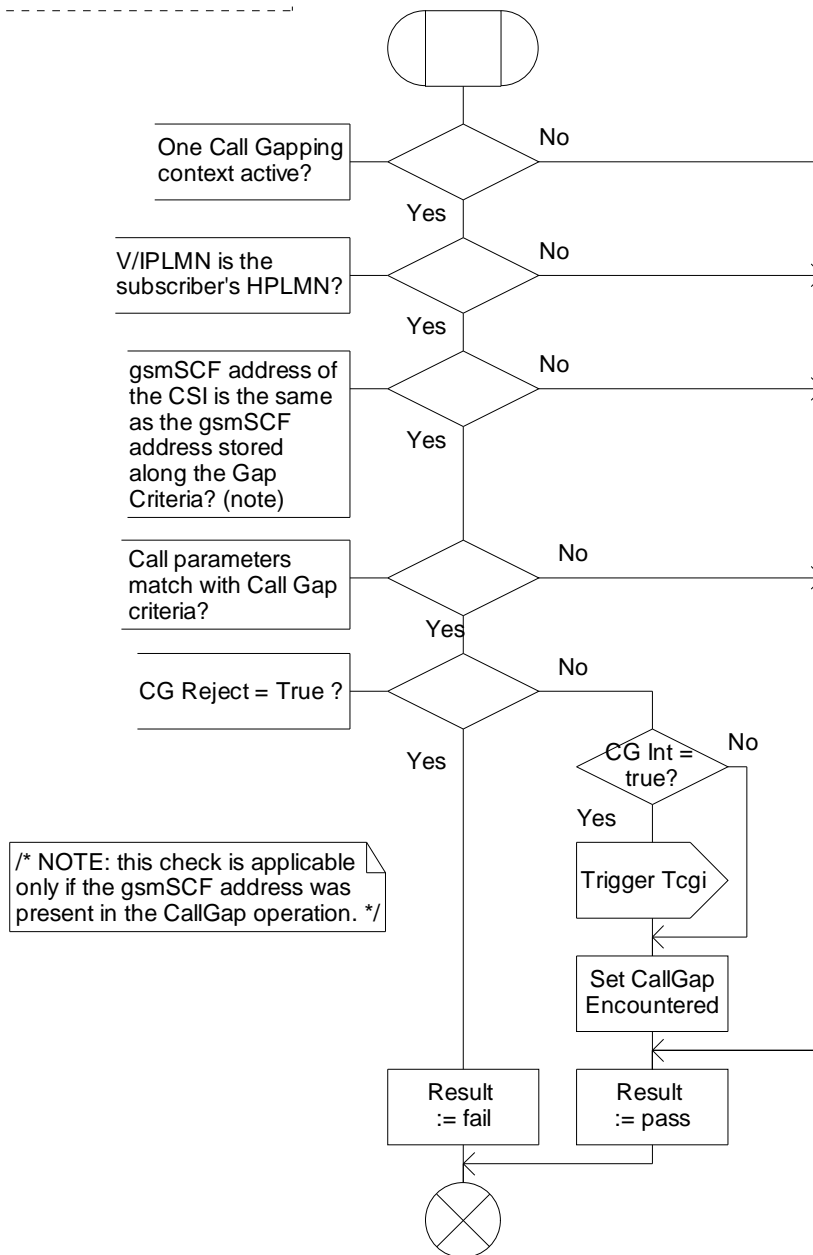 One Call Gapping
context active?
No
Yes
V/IPLMN is the
subscriber's HPLMN?
No
Yes
gsmSCF address of
the CSI is the same
as the gsmSCF
address stored
along the Gap
Criteria? (note)
No
Yes
Call parameters
match with Call Gap
criteria?
No
Yes
CG Reject = True ?
No
Yes
CG Int =
true?
No
Yes
/* NOTE: this check is applicable
only if the gsmSCF address was
present in the CallGap operation. */
Trigger Tcgi
Set CallGap
Encountered
Result
:= fail
Result
:= pass